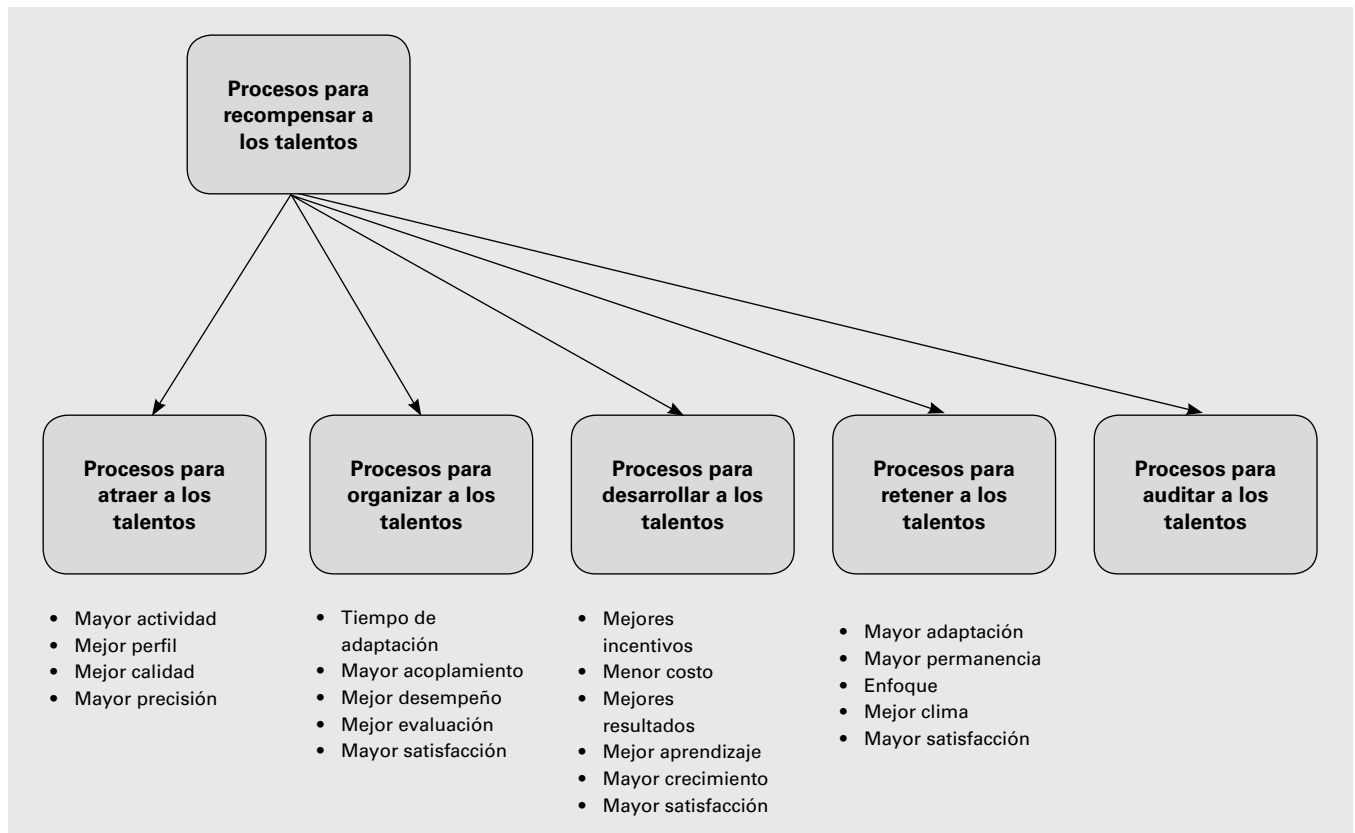 Procesos para
recompensar a
los talentos
Procesos para
atraer a los
talentos
Procesos para
organizar a los
talentos
Procesos para
desarrollar a los
talentos
Procesos para
retener a los
talentos
Procesos para
auditar a los
talentos
• Mayor actividad
• Mejor perfil
• Mejor calidad
• Mayor precisión
• Tiempo de
adaptación
• Mayor acoplamiento
• Mejor desempeño
• Mejor evaluación
• Mayor satisfacción
• Mejores
incentivos
• Menor costo
• Mejores
resultados
• Mejor aprendizaje
• Mayor crecimiento
• Mayor satisfacción
• Mayor adaptación
• Mayor permanencia
• Enfoque
• Mejor clima
• Mayor satisfacción